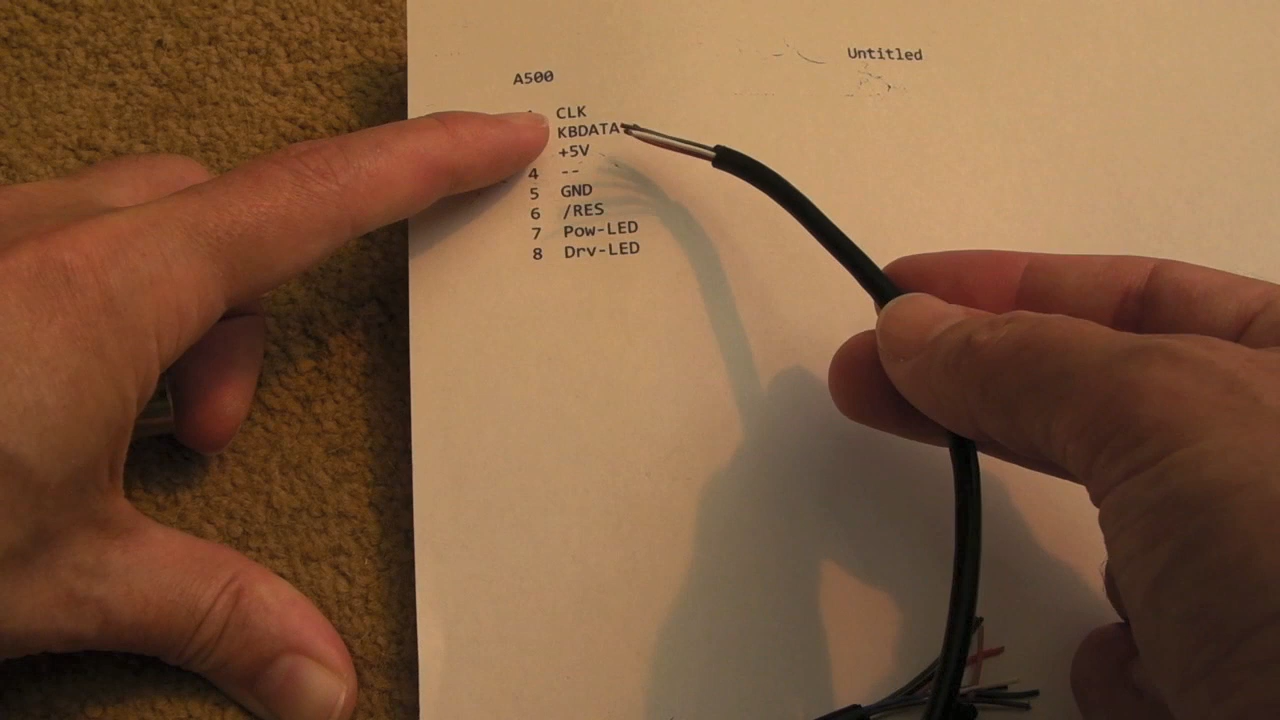 Untitled
A500
CLK
KBDATA
+5V
4 --
5 GND
6 /RES
7 Pow-LED
8 Drv-LED